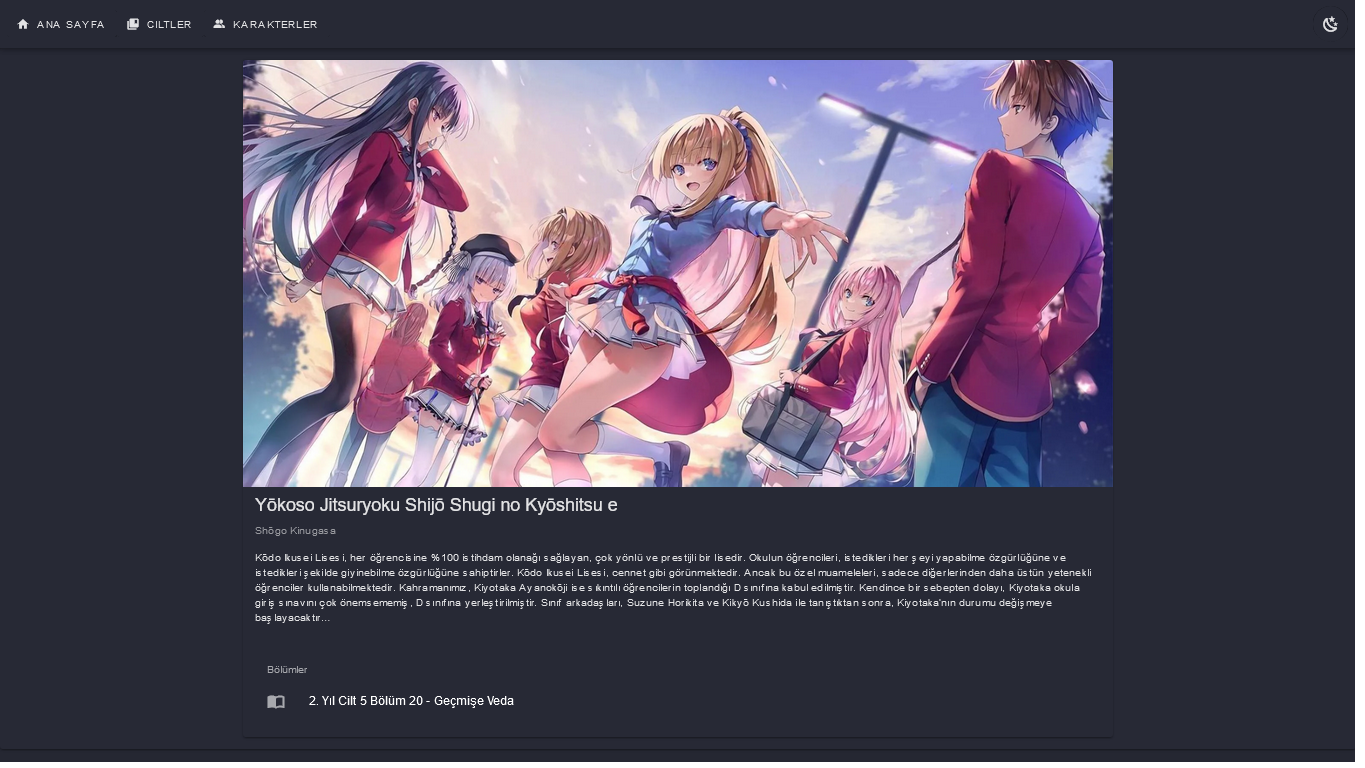 ANA SAYFA
CILTLER
KARAKTERLER
Yōkoso Jitsuryoku Shijō Shugi no Kyōshitsu e
Shōgo Kinugasa
Kōdo Ikusei Lisesi, her öğrencisine %100 istihdam olanağı sağlayan, çok yönlü ve prestijli bir lisedir. Okulun öğrencileri, istedikleri her şeyi yapabilme özgürlüğüne ve
istedikleri şekilde giyinebilme özgürlüğüne sahiptirler. Kōdo Ikusei Lisesi, cennet gibi görünmektedir. Ancak bu özel muameleleri, sadece diğerlerinden daha üstün yetenekli
öğrenciler kullanabilmektedir. Kahramanımız, Kiyotaka Ayanokōji ise sıkıntılı öğrencilerin toplandığı D sınıfına kabul edilmiştir. Kendince bir sebepten dolayı, Kiyotaka okula
giriş sınavını çok önemsememiş, D sınıfına yerleştirilmiştir. Sınıf arkadaşları, Suzune Horikita ve Kikyō Kushida ile tanıştıktan sonra, Kiyotaka'nın durumu değişmeye
başlayacaktır...
Bölümler
2. Yıl Cilt 5 Bölüm 20 - Geçmişe Veda